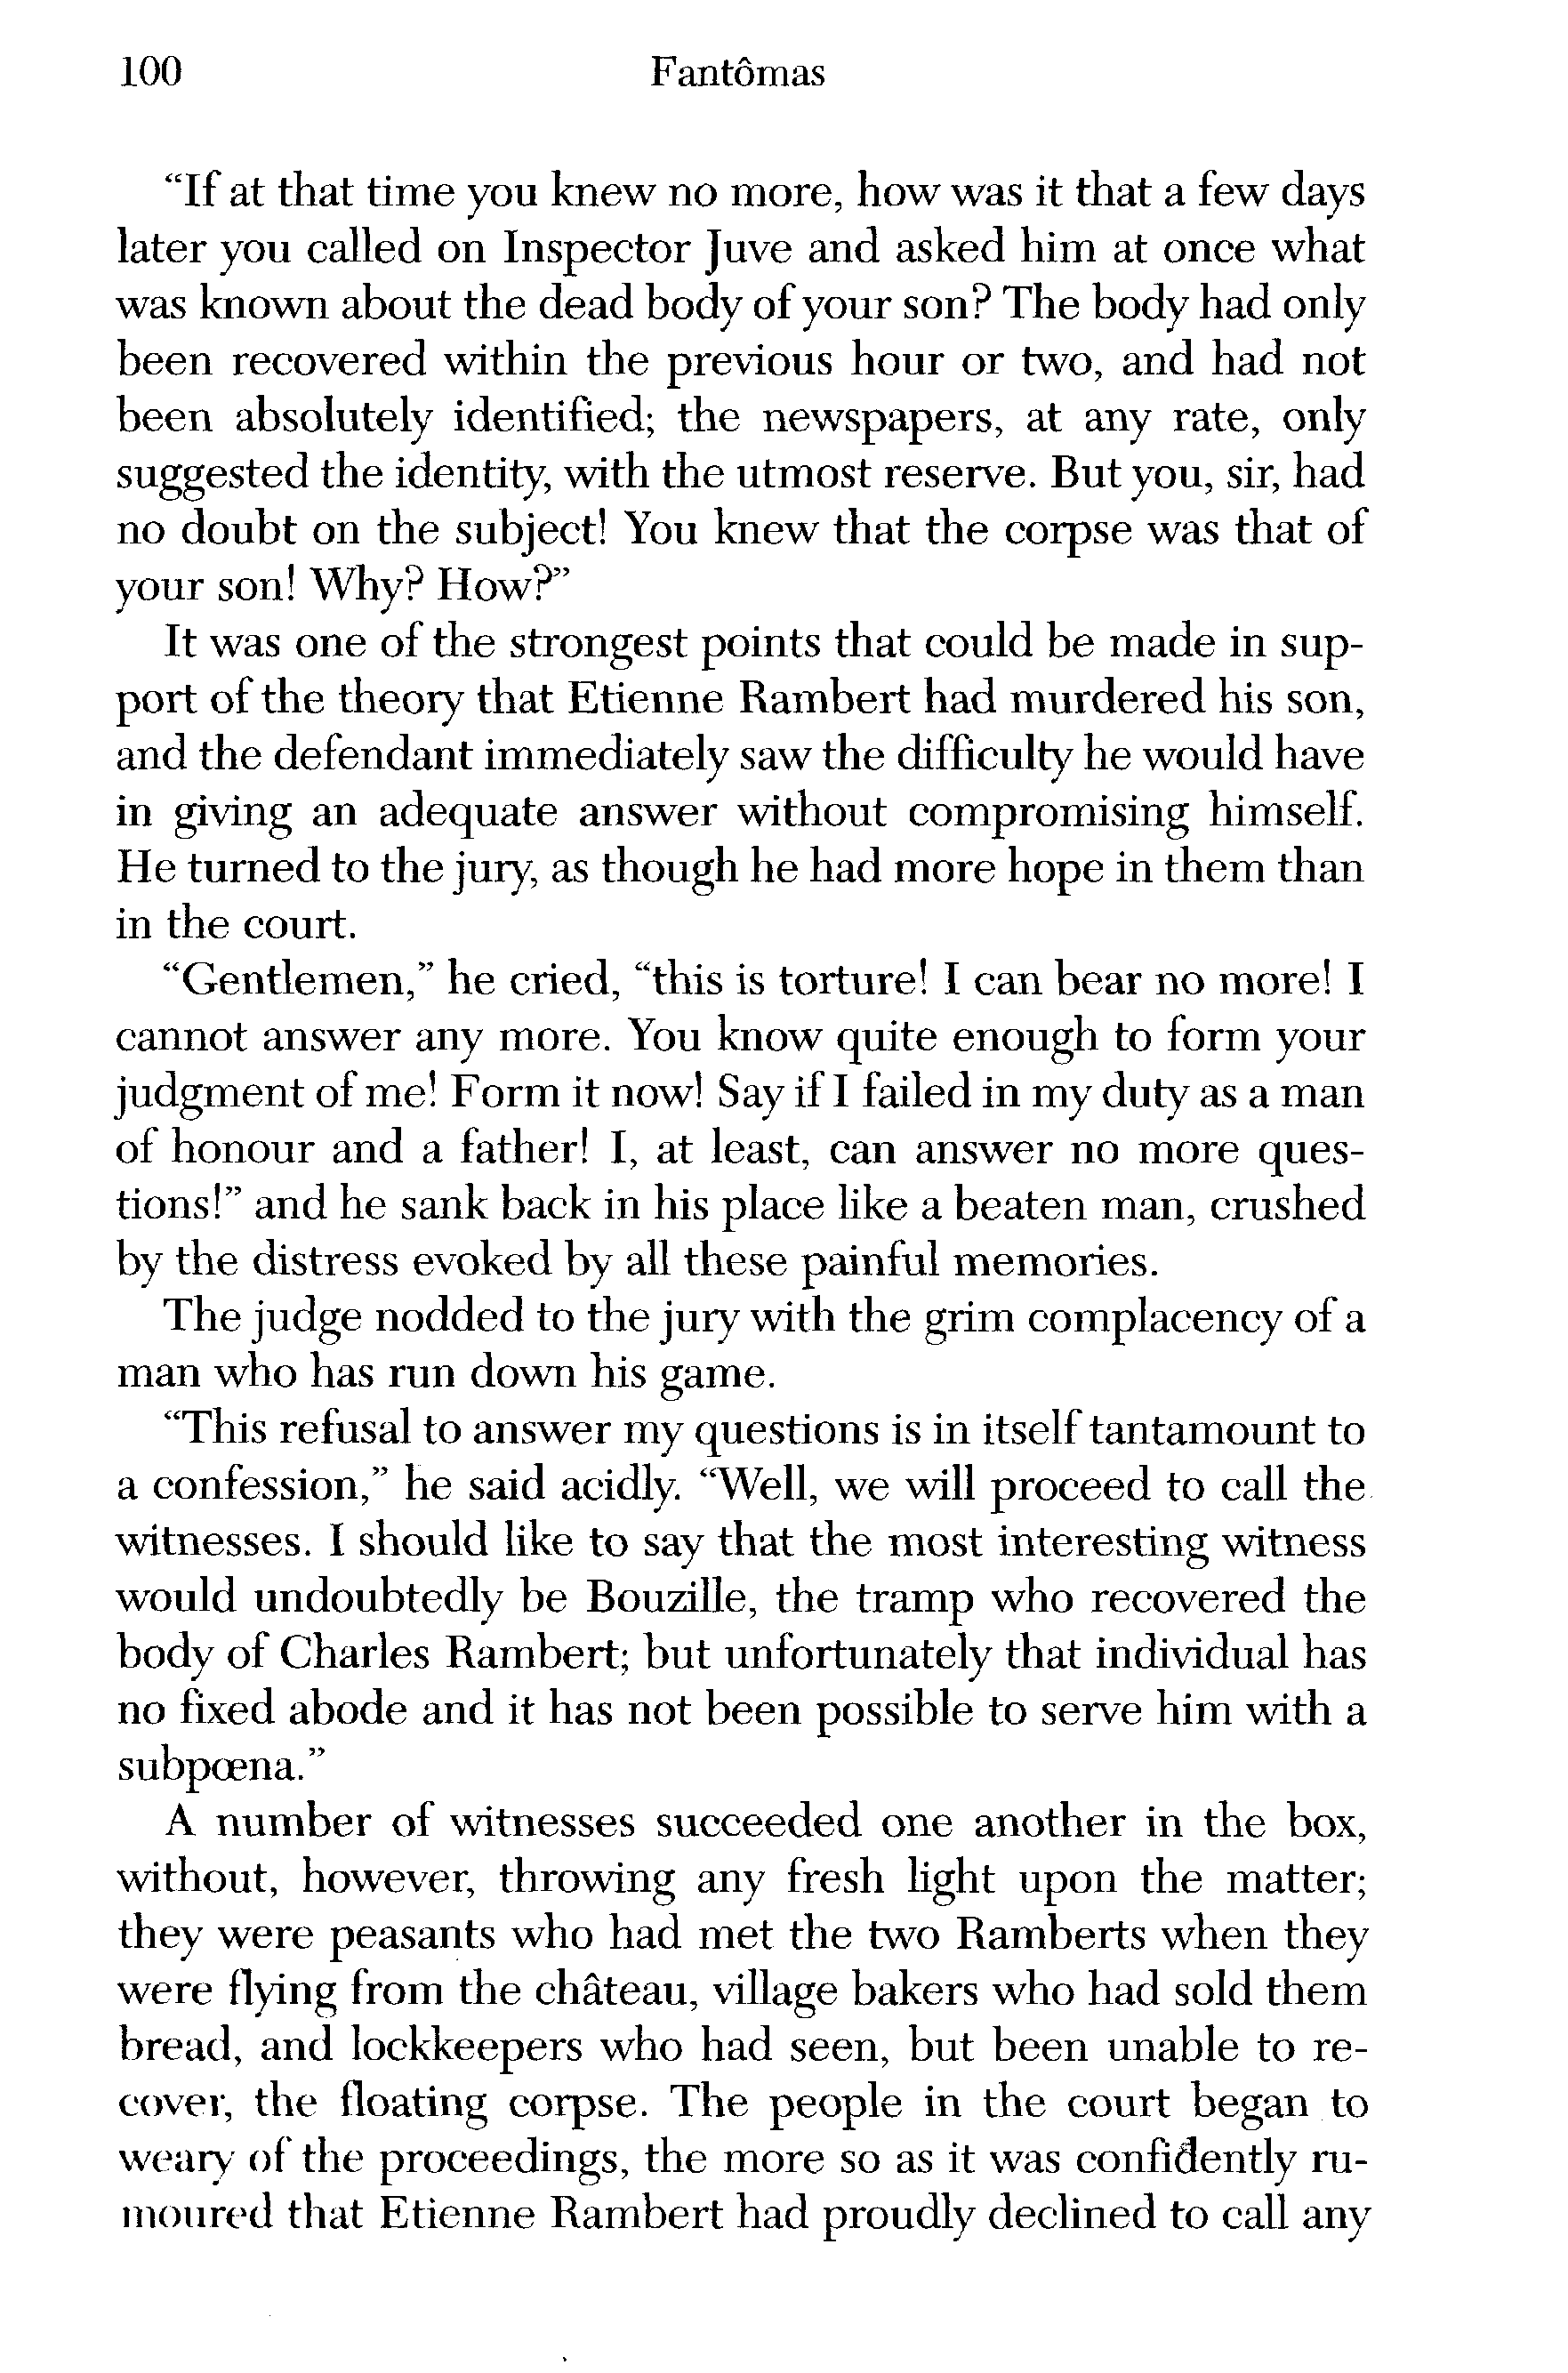 100 Fantômas
“If at that time you knew no more, how was it that a few days
later you called on Inspector Juve and asked him at once what
was known about the dead body of your son? The body had only
been recovered within the previous hour or two, and had not
been absolutely identified; the newspapers, at any rate, only
suggested the identity, with the utmost reserve. But you, sir, had
no doubt on the subject! You knew that the corpse was that of
your son! Why? How?”
It was one of the strongest points that could be made in sup-
port of the theory that Etienne Rambert had murdered his son,
and the defendant immediately saw the difficulty he would have
in giving an adequate answer without compromising himself.
He turned to the jury, as though he had more hope in them than
in the court.
“Gentlemen,” he cried, “this is torture! I can bear no more! I
cannot answer any more. You know quite enough to form your
judgment of me! Form it now! Say if I failed in my duty as a man
of honour and a father! I, at least, can answer no more ques-
tions!” and he sank back in his place like a beaten man, crushed
by the distress evoked by all these painful memories.
The judge nodded to the jury with the grim complacency of a
man who has run down his game.
“This refusal to answer my questions is in itself tantamount to
a confession,” he said acidly. “Well, we will proceed to call the
witnesses. I should like to say that the most interesting witness
would undoubtedly be Bouzille, the tramp who recovered the
body of Charles Rambert; but unfortunately that individual has
no fixed abode and it has not been possible to serve him with a
subpœna.”
A number of witnesses succeeded one another in the box,
without, however, throwing any fresh light upon the matter;
they were peasants who had met the two Ramberts when they
were flying from the château, village bakers who had sold them
bread, and lockkeepers who had seen, but been unable to re-
cover, the floating corpse. The people in the court began to
weary of the proceedings, the more so as it was confidently ru-
moured that Etienne Rambert had proudly declined to call any